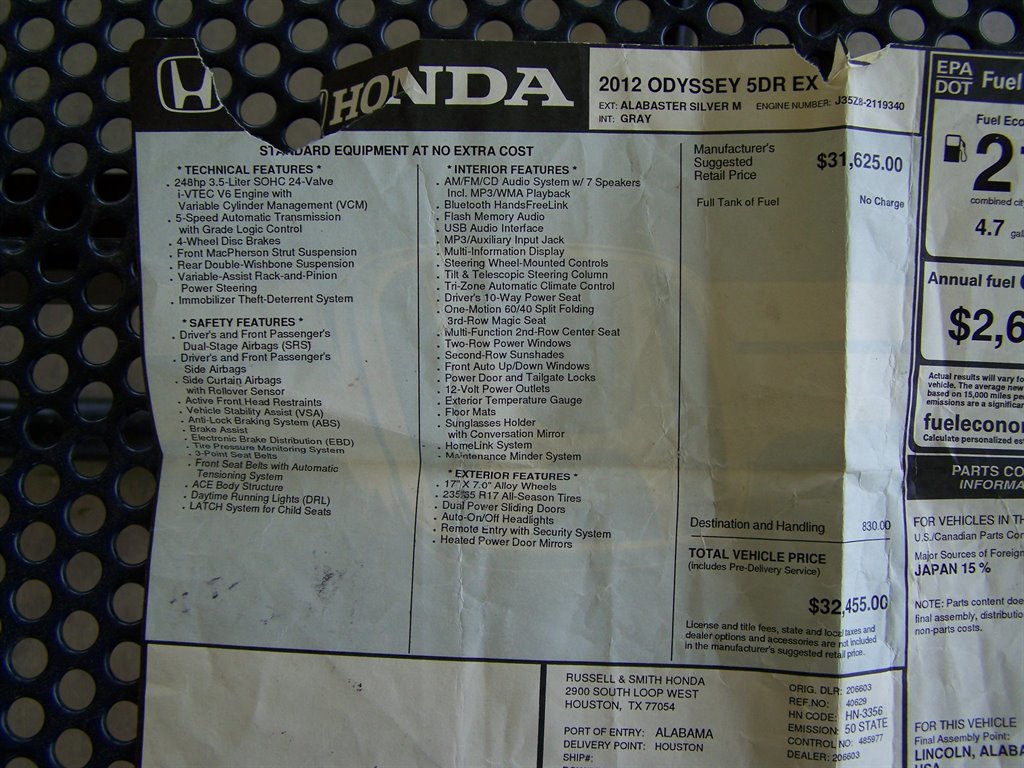 HONDA
2012 ODYSSEY 5DR EX
EXT: ALABASTER SILVER M ENGINE NUMBER: J35Z8-2119340
INT: GRAY
STANDARD EQUIPMENT AT NO EXTRA COST
* TECHNICAL FEATURES *
. 248hp 3.5-Liter SOHC 24-Valve
i-VTEC V6 Engine with
Variable Cylinder Management (VCM)
. 5-Speed Automatic Transmission
with Grade Logic Control
. 4-Wheel Disc Brakes
. Front MacPherson Strut Suspension
. Rear Double-Wishbone Suspension
. Variable-Assist Rack-and-Pinion
Power Steering
. Immobilizer Theft-Deterrent System
* SAFETY FEATURES *
. Driver's and Front Passenger's
Dual-Stage Airbags (SRS)
. Driver's and Front Passenger's
Side Airbags
. Side Curtain Airbags
with Rollover Sensor
. Active Front Head Restraints
. Vehicle Stability Assist (VSA)
. Anti-Lock Braking System (ABS)
. Brake Assist
. Electronic Brake Distribution (EBD)
. Tire Pressure Monitoring System
. 3-Point Seat Belts
. Front Seat Belts with Automatic
Tensioning System
. ACE Body Structure
. Daytime Running Lights (DRL)
. LATCH System for Child Seats
* INTERIOR FEATURES *
. AM/FM/CD Audio System w/ 7 Speakers
Incl. MP3/WMA Playback
. Bluetooth HandsFreeLink
. Flash Memory Audio
. USB Audio Interface
. MP3/Auxiliary Input Jack
. Multi-Information Display
. Steering Wheel-Mounted Controls
. Tilt & Telescopic Steering Column
. Tri-Zone Automatic Climate Control
. Driver's 10-Way Power Seat
. One-Motion 60/40 Split Folding
3rd-Row Magic Seat
. Multi-Function 2nd-Row Center Seat
. Two-Row Power Windows
. Second-Row Sunshades
. Front Auto Up/Down Windows
. Power Door and Tailgate Locks
. 12-Volt Power Outlets
. Exterior Temperature Gauge
. Floor Mats
. Sunglasses Holder
with Conversation Mirror
. HomeLink System
. Maintenance Minder System
* EXTERIOR FEATURES *
. 17" X 7.0" Alloy Wheels
. 235/65 R17 All-Season Tires
. Dual Power Sliding Doors
. Auto-On/Off Headlights
. Remote Entry with Security System
. Heated Power Door Mirrors
Manufacturer's
Suggested
Retail Price $31,625.00
Full Tank of Fuel No Charge
Destination and Handling 830.00
TOTAL VEHICLE PRICE
(includes Pre-Delivery Service)
$32,455.00
License and title fees, state and local taxes and
dealer options and accessories are not included
in the manufacturer's suggested retail price.
RUSSELL & SMITH HONDA
2900 SOUTH LOOP WEST
HOUSTON, TX 77054
PORT OF ENTRY: ALABAMA
DELIVERY POINT: HOUSTON
SHIP#:
ORIG. DLR: 206603
REF.NO: 40629
HN CODE: HN-3356
EMISSION: 50 STATE
CONTROL NO: 485977
DEALER: 206603
EPA
DOT Fuel
Fuel Eco
2
combined cit
4.7 gal
Annual fuel
$2,6
Actual results will vary fo
vehicle. The average new
based on 15,000 miles pe
emissions are a significa
fueleconor
Calculate personalized es
PARTS CO
INFORMA
FOR VEHICLES IN TH
U.S./Canadian Parts Cor
Major Sources of Foreign
JAPAN 15 %
NOTE: Parts content doe
final assembly, distributio
non-parts costs.
FOR THIS VEHICLE
Final Assembly Point:
LINCOLN, ALABA
USA